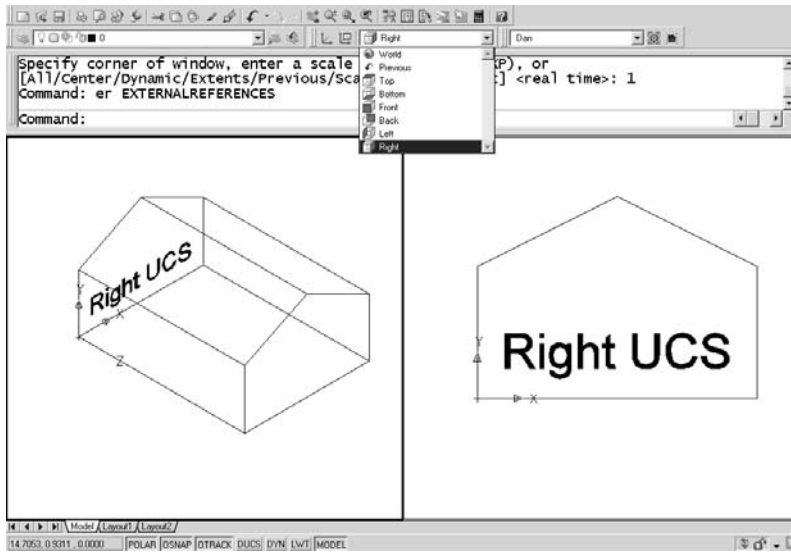 0
Right
Dan
World
Previous
Top
Bottom
Front
Back
Left
Right
Specify corner of window, enter a scale (P), or
[All/Center/Dynamic/Extents/Previous/Sca t] <real time>: 1
Command: er EXTERNALREFERENCES
Command:
Right UCS
Y
X
Z
Right UCS
Y
X
Model Layout1 Layout2
14.7053, 0.9311 , 0.0000 POLAR OSNAP OTRACK DUCS DYN LWT MODEL